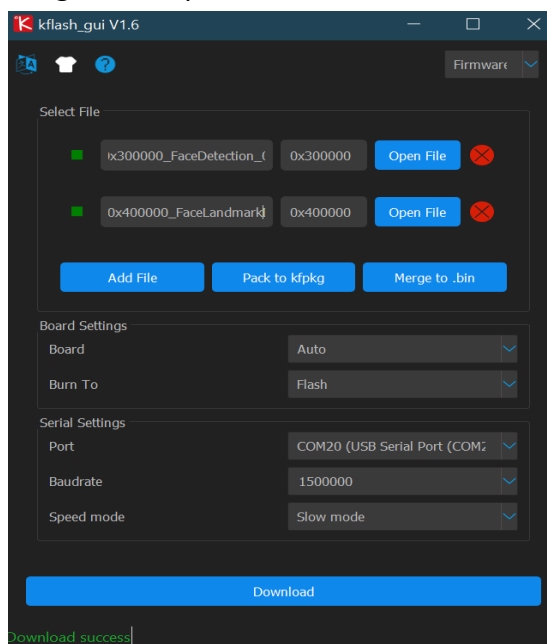 kflash_gui V1.6
Firmware
Select File
0x300000_FaceDetection_( 0x300000 Open File
0x400000_FaceLandmark 0x400000 Open File
Add File Pack to kfpkg Merge to .bin
Board Settings
Board Auto
Burn To Flash
Serial Settings
Port COM20 (USB Serial Port (COM2
Baudrate 1500000
Speed mode Slow mode
Download
Download success